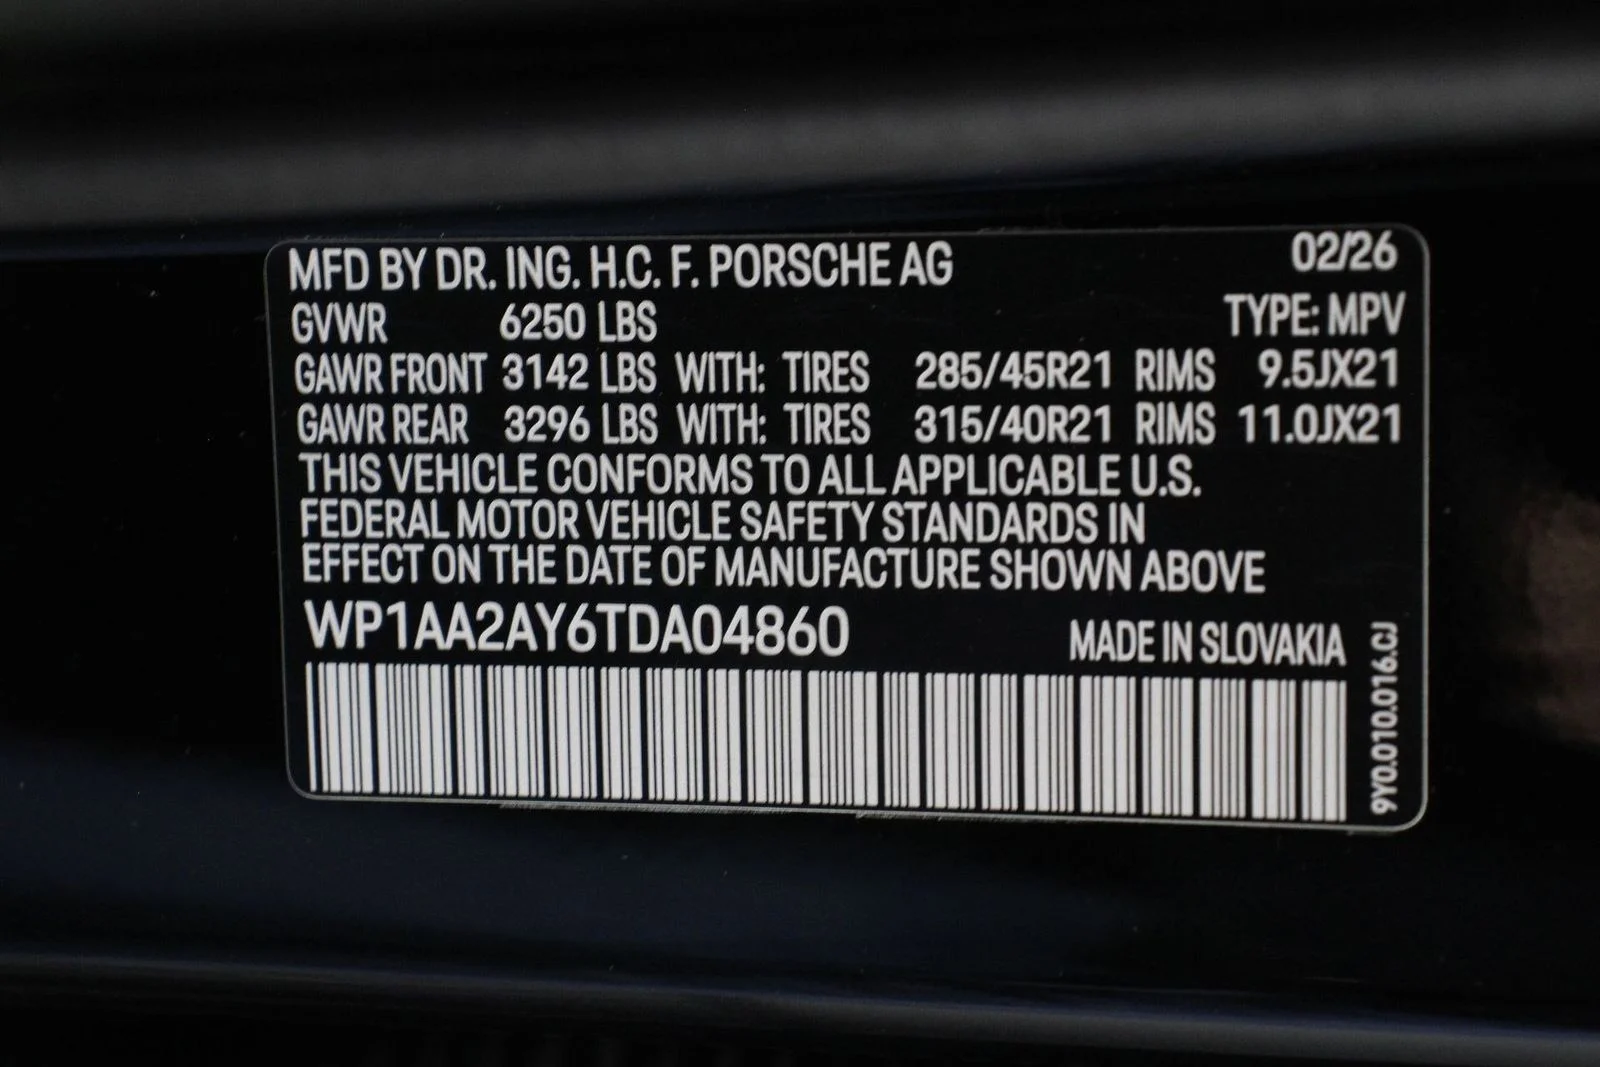 MFD BY DR. ING. H.C. F. PORSCHE AG 02/26
GVWR 6250 LBS TYPE: MPV
GAWR FRONT 3142 LBS WITH: TIRES 285/45R21 RIMS 9.5JX21
GAWR REAR 3296 LBS WITH: TIRES 315/40R21 RIMS 11.0JX21
THIS VEHICLE CONFORMS TO ALL APPLICABLE U.S.
FEDERAL MOTOR VEHICLE SAFETY STANDARDS IN
EFFECT ON THE DATE OF MANUFACTURE SHOWN ABOVE
WP1AA2AY6TDA04860 MADE IN SLOVAKIA
9Y0.010.016.CJ